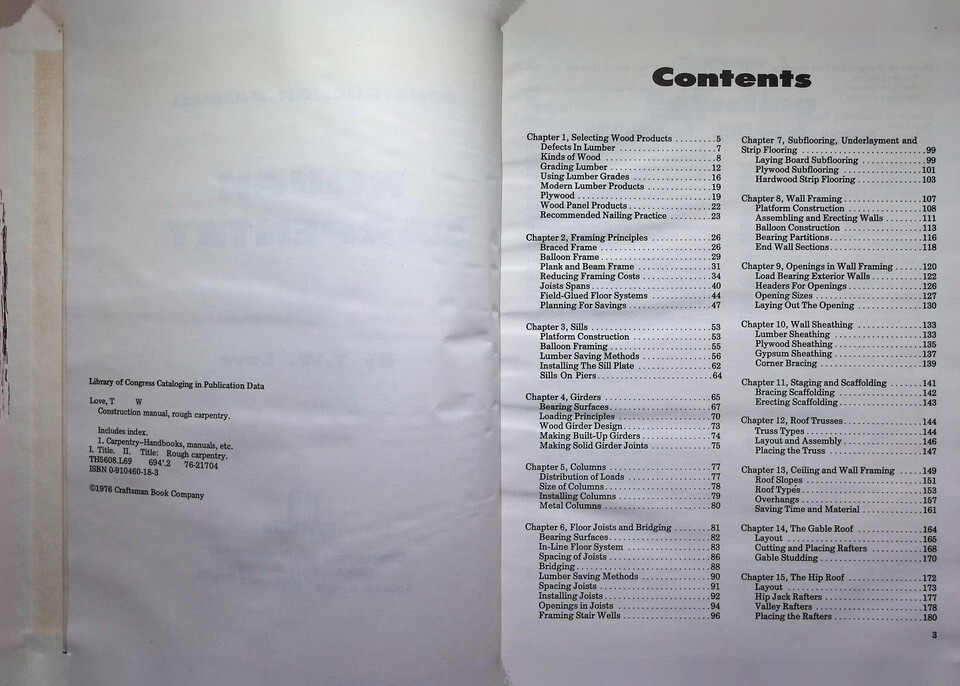 Library of Congress Cataloging in Publication Data
Love, T W
Construction manual, rough carpentry.
Includes index.
1. Carpentry-Handbooks, manuals, etc.
I. Title. II. Title: Rough carpentry.
TH5608.L69 694'.2 76-21704
ISBN 0-910460-18-3
©1976 Craftsman Book Company
Contents
Chapter 1, Selecting Wood Products .........5
Defects In Lumber ....................7
Kinds of Wood ....................8
Grading Lumber ....................12
Using Lumber Grades ................16
Modern Lumber Products .............19
Plywood ....................19
Wood Panel Products ................22
Recommended Nailing Practice ........23
Chapter 2, Framing Principles ............26
Braced Frame ....................26
Balloon Frame ....................29
Plank and Beam Frame ...............31
Reducing Framing Costs ..............34
Joists Spans ....................40
Field-Glued Floor Systems ............44
Planning For Savings ................47
Chapter 3, Sills ....................53
Platform Construction ...............53
Balloon Framing ....................55
Lumber Saving Methods ..............56
Installing The Sill Plate ..............62
Sills On Piers ....................64
Chapter 4, Girders ....................65
Bearing Surfaces ....................67
Loading Principles ..................70
Wood Girder Design .................73
Making Built-Up Girders .............74
Making Solid Girder Joints ............75
Chapter 5, Columns ....................77
Distribution of Loads ................77
Size of Columns ....................78
Installing Columns ..................79
Metal Columns ....................80
Chapter 6, Floor Joists and Bridging ........81
Bearing Surfaces ....................82
In-Line Floor System ................83
Spacing of Joists ....................86
Bridging ....................88
Lumber Saving Methods ..............90
Spacing Joists ....................91
Installing Joists ....................92
Openings in Joists ..................94
Framing Stair Wells .................96
Chapter 7, Subflooring, Underlayment and
Strip Flooring ....................99
Laying Board Subflooring .............99
Plywood Subflooring ................101
Hardwood Strip Flooring .............103
Chapter 8, Wall Framing ................107
Platform Construction ...............108
Assembling and Erecting Walls ........111
Balloon Construction ................113
Bearing Partitions ..................116
End Wall Sections ..................118
Chapter 9, Openings in Wall Framing ......120
Load Bearing Exterior Walls ...........122
Headers For Openings ...............126
Opening Sizes ....................127
Laying Out The Opening .............130
Chapter 10, Wall Sheathing .............133
Lumber Sheathing ..................133
Plywood Sheathing ..................135
Gypsum Sheathing .................137
Corner Bracing ....................139
Chapter 11, Staging and Scaffolding .......141
Bracing Scaffolding .................142
Erecting Scaffolding .................143
Chapter 12, Roof Trusses ...............144
Truss Types ....................144
Layout and Assembly ................146
Placing the Truss ...................147
Chapter 13, Ceiling and Wall Framing .....149
Roof Slopes ....................151
Roof Types ....................153
Overhangs ....................157
Saving Time and Material .............161
Chapter 14, The Gable Roof .............164
Layout ....................165
Cutting and Placing Rafters ...........168
Gable Studding ....................170
Chapter 15, The Hip Roof ...............172
Layout ....................173
Hip Jack Rafters ...................177
Valley Rafters ....................178
Placing the Rafters ..................180
3